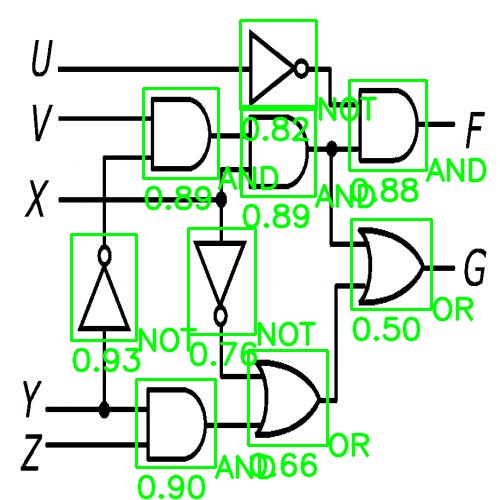 U
NOT
0.82
V
F
AND
0.89
AND
0.89
AND
0.88
X
G
OR
0.50
NOT
0.93
NOT
0.76
Y
OR
0.66
Z
AND
0.90